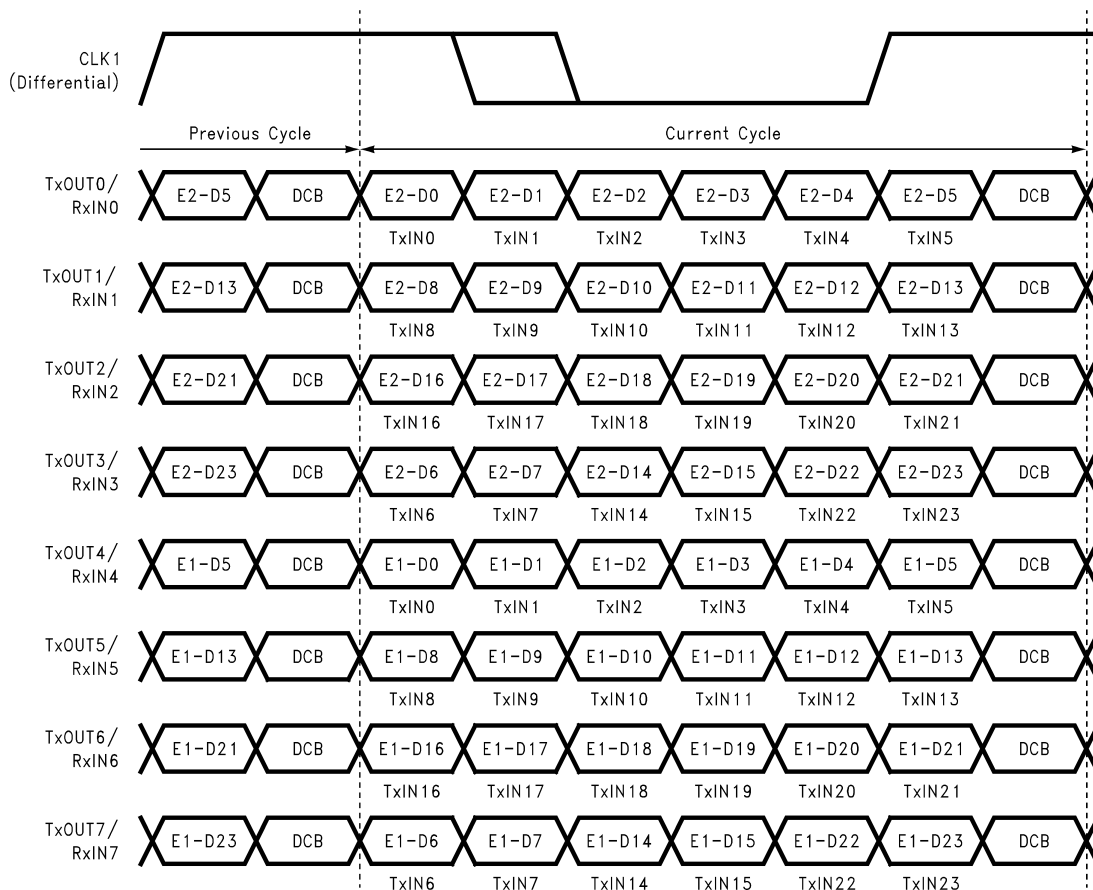 CLK1
(Differential)
Previous Cycle Current Cycle
TxOUT0/
RxIN0
E2-D5 DCB E2-D0 E2-D1 E2-D2 E2-D3 E2-D4 E2-D5 DCB
TxIN0 TxIN1 TxIN2 TxIN3 TxIN4 TxIN5
TxOUT1/
RxIN1
E2-D13 DCB E2-D8 E2-D9 E2-D10 E2-D11 E2-D12 E2-D13 DCB
TxIN8 TxIN9 TxIN10 TxIN11 TxIN12 TxIN13
TxOUT2/
RxIN2
E2-D21 DCB E2-D16 E2-D17 E2-D18 E2-D19 E2-D20 E2-D21 DCB
TxIN16 TxIN17 TxIN18 TxIN19 TxIN20 TxIN21
TxOUT3/
RxIN3
E2-D23 DCB E2-D6 E2-D7 E2-D14 E2-D15 E2-D22 E2-D23 DCB
TxIN6 TxIN7 TxIN14 TxIN15 TxIN22 TxIN23
TxOUT4/
RxIN4
E1-D5 DCB E1-D0 E1-D1 E1-D2 E1-D3 E1-D4 E1-D5 DCB
TxIN0 TxIN1 TxIN2 TxIN3 TxIN4 TxIN5
TxOUT5/
RxIN5
E1-D13 DCB E1-D8 E1-D9 E1-D10 E1-D11 E1-D12 E1-D13 DCB
TxIN8 TxIN9 TxIN10 TxIN11 TxIN12 TxIN13
TxOUT6/
RxIN6
E1-D21 DCB E1-D16 E1-D17 E1-D18 E1-D19 E1-D20 E1-D21 DCB
TxIN16 TxIN17 TxIN18 TxIN19 TxIN20 TxIN21
TxOUT7/
RxIN7
E1-D23 DCB E1-D6 E1-D7 E1-D14 E1-D15 E1-D22 E1-D23 DCB
TxIN6 TxIN7 TxIN14 TxIN15 TxIN22 TxIN23